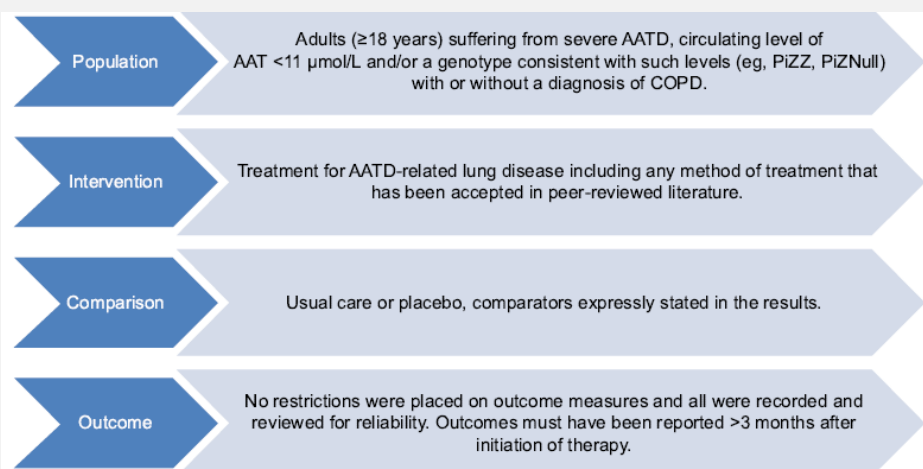 Population
Adults (≥18 years) suffering from severe AATD, circulating level of
AAT <11 μmol/L and/or a genotype consistent with such levels (eg, PiZZ, PiZNull)
with or without a diagnosis of COPD.
Intervention
Treatment for AATD-related lung disease including any method of treatment that
has been accepted in peer-reviewed literature.
Comparison
Usual care or placebo, comparators expressly stated in the results.
Outcome
No restrictions were placed on outcome measures and all were recorded and
reviewed for reliability. Outcomes must have been reported >3 months after
initiation of therapy.